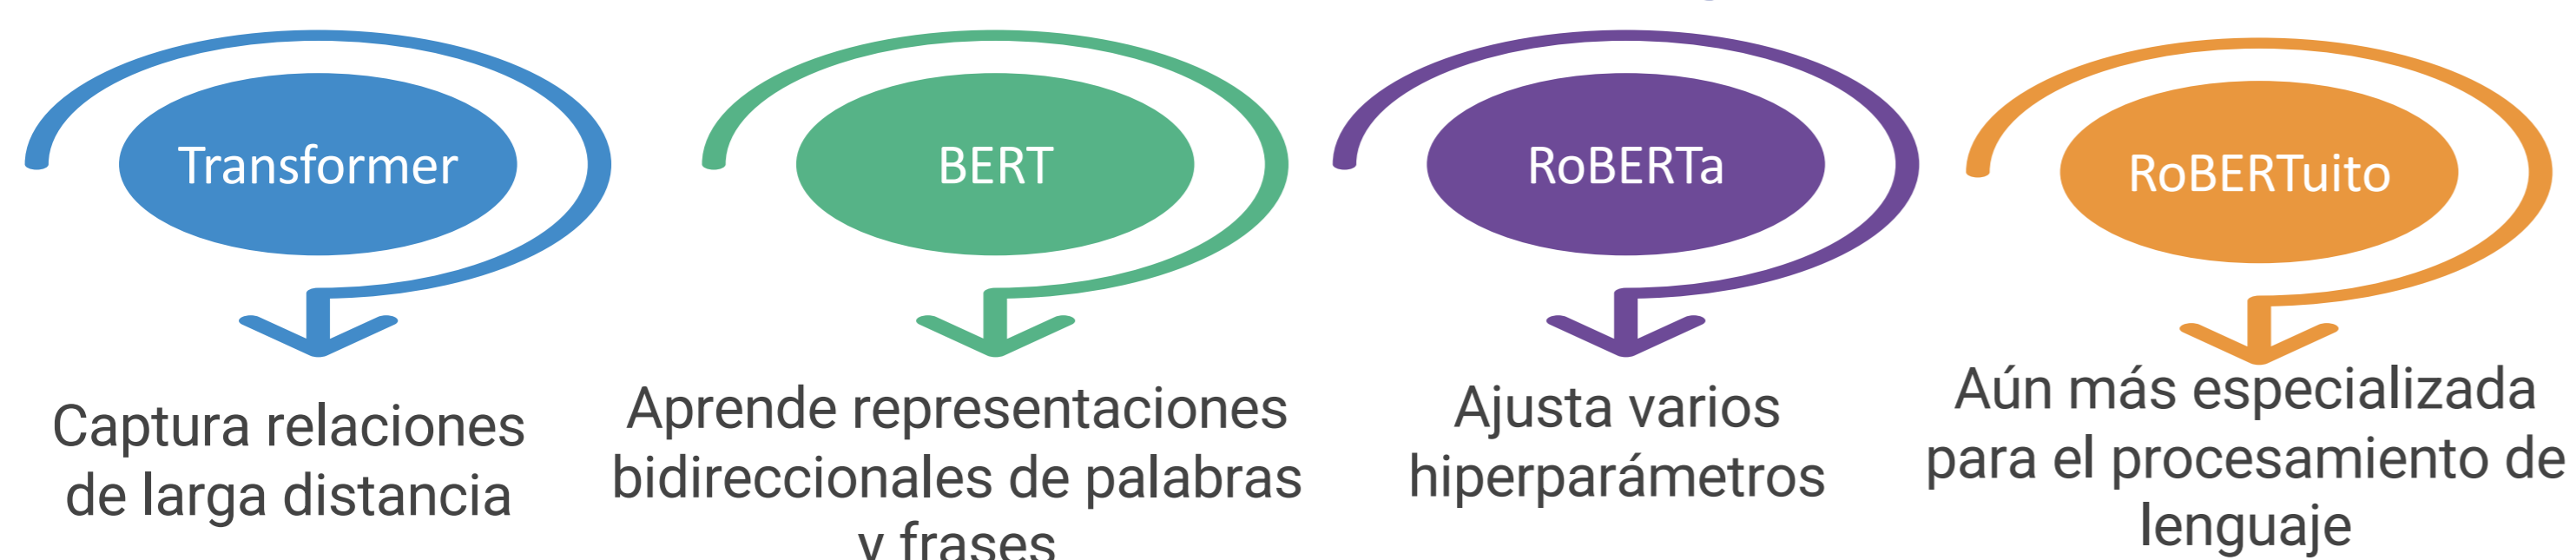 Transformer
Captura relaciones
de larga distancia
BERT
Aprende representaciones
bidireccionales de palabras
y frases
RoBERTa
Ajusta varios
hiperparámetros
RoBERTuito
Aún más especializada
para el procesamiento de
lenguaje